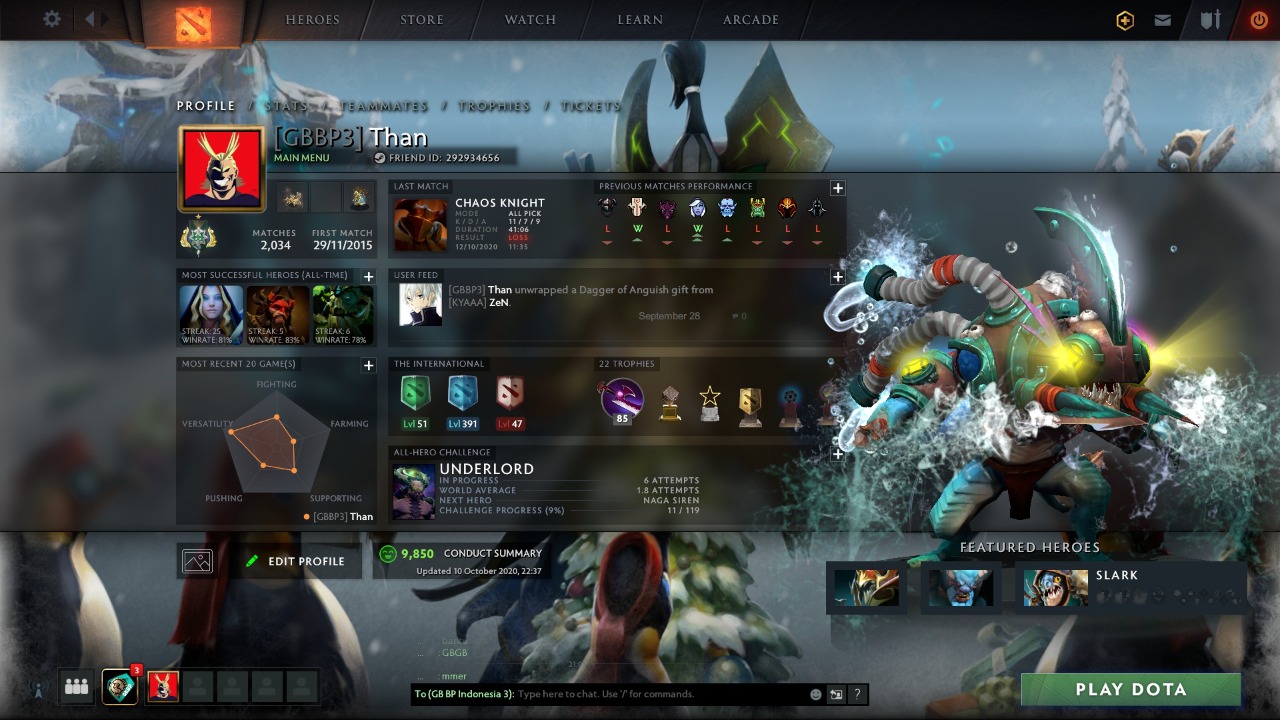 HEROES
STORE
WATCH
LEARN
ARCADE
PROFILE / STATS / TEAMMATES / TROPHIES / TICKETS
[GBBP3] Than
MAIN MENU
FRIEND ID: 292934656
MATCHES
2,034
FIRST MATCH
29/11/2015
LAST MATCH
CHAOS KNIGHT
MODE ALL PICK
K / D / A 11 / 7 / 9
DURATION 41:06
RESULT LOSS
12/10/2020 11:35
PREVIOUS MATCHES PERFORMANCE
+
L W L W L L L L
MOST SUCCESSFUL HEROES (ALL-TIME)
+
STREAK: 25
WINRATE: 81%
STREAK: 5
WINRATE: 83%
STREAK: 6
WINRATE: 78%
USER FEED
+
[GBBP3] Than unwrapped a Dagger of Anguish gift from
[KYAAA] ZeN.
September 28
0
MOST RECENT 20 GAME(S)
+
FIGHTING
VERSATILITY
FARMING
PUSHING
SUPPORTING
[GBBP3] Than
THE INTERNATIONAL
Lvl 51
Lvl 391
Lvl 47
22 TROPHIES
85
ALL-HERO CHALLENGE
+
UNDERLORD
IN PROGRESS 6 ATTEMPTS
WORLD AVERAGE 1.8 ATTEMPTS
NEXT HERO NAGA SIREN
CHALLENGE PROGRESS (9%) 11 / 119
EDIT PROFILE
9,850 CONDUCT SUMMARY
Updated 10 October 2020, 22:37
FEATURED HEROES
SLARK
... : GBGB
... : mmer
3
To (GB BP Indonesia 3): Type here to chat. Use '/' for commands.
?
PLAY DOTA